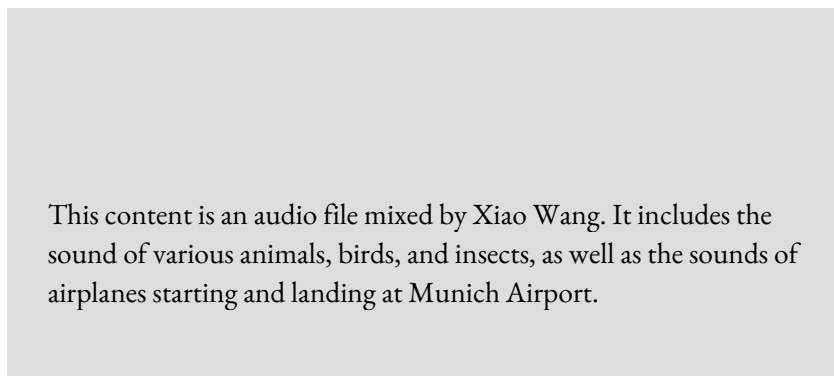 This content is an audio file mixed by Xiao Wang. It includes the
sound of various animals, birds, and insects, as well as the sounds of
airplanes starting and landing at Munich Airport.